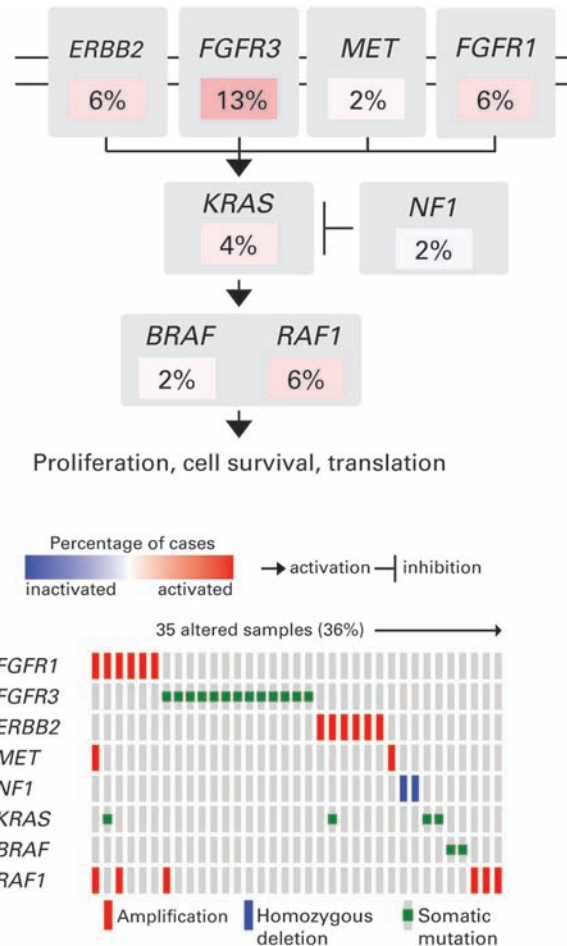 ERBB2 FGFR3 MET FGFR1
6% 13% 2% 6%
KRAS NF1
4% 2%
BRAF RAF1
2% 6%
Proliferation, cell survival, translation
Percentage of cases
inactivated activated
activation inhibition
35 altered samples (36%)
FGFR1
FGFR3
ERBB2
MET
NF1
KRAS
BRAF
RAF1
Amplification Homozygous deletion Somatic mutation